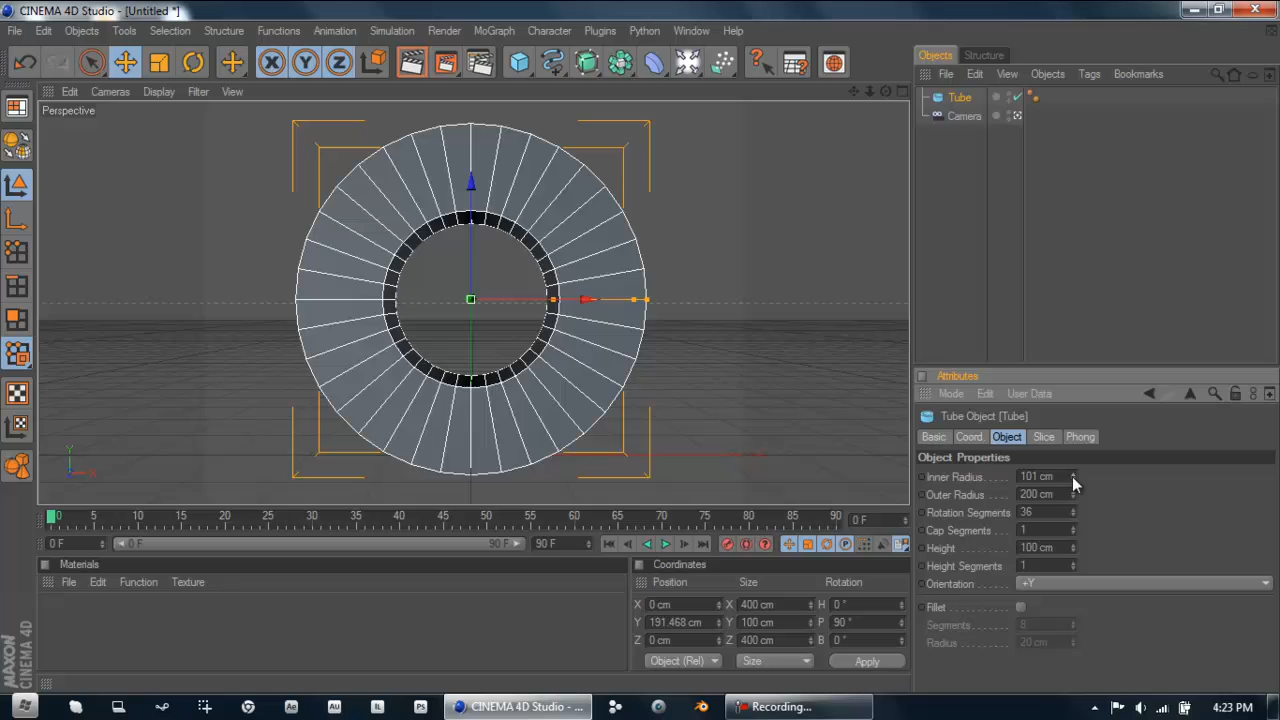 CINEMA 4D Studio - [Untitled *]
File Edit Objects Tools Selection Structure Functions Animation Simulation Render MoGraph Character Plugins Python Window Help
X Y Z
Objects Structure
File Edit View Objects Tags Bookmarks
Edit Cameras Display Filter View
Perspective
Tube
Camera
Y
X
Attributes
Mode Edit User Data
Tube Object [Tube]
Basic Coord. Object Slice Phong
Object Properties
Inner Radius. . . . . 101 cm
Outer Radius . . . . 200 cm
Rotation Segments 36
Cap Segments . . . 1
Height . . . . . . . . . 100 cm
Height Segments . 1
Orientation . . . . . . +Y
Fillet
Segments . . . . . . 8
Radius . . . . . . . . . 20 cm
0 5 10 15 20 25 30 35 40 45 50 55 60 65 70 75 80 85 90
0 F
0 F 0 F 90 F 90 F
Materials
File Edit Function Texture
Coordinates
Position Size Rotation
X 0 cm X 400 cm H 0 °
Y 191.468 cm Y 100 cm P 90 °
Z 0 cm Z 400 cm B 0 °
Object (Rel) Size Apply
MAXON
CINEMA 4D
Ae Au IL Ps
CINEMA 4D Studio - ...
Recording...
4:23 PM